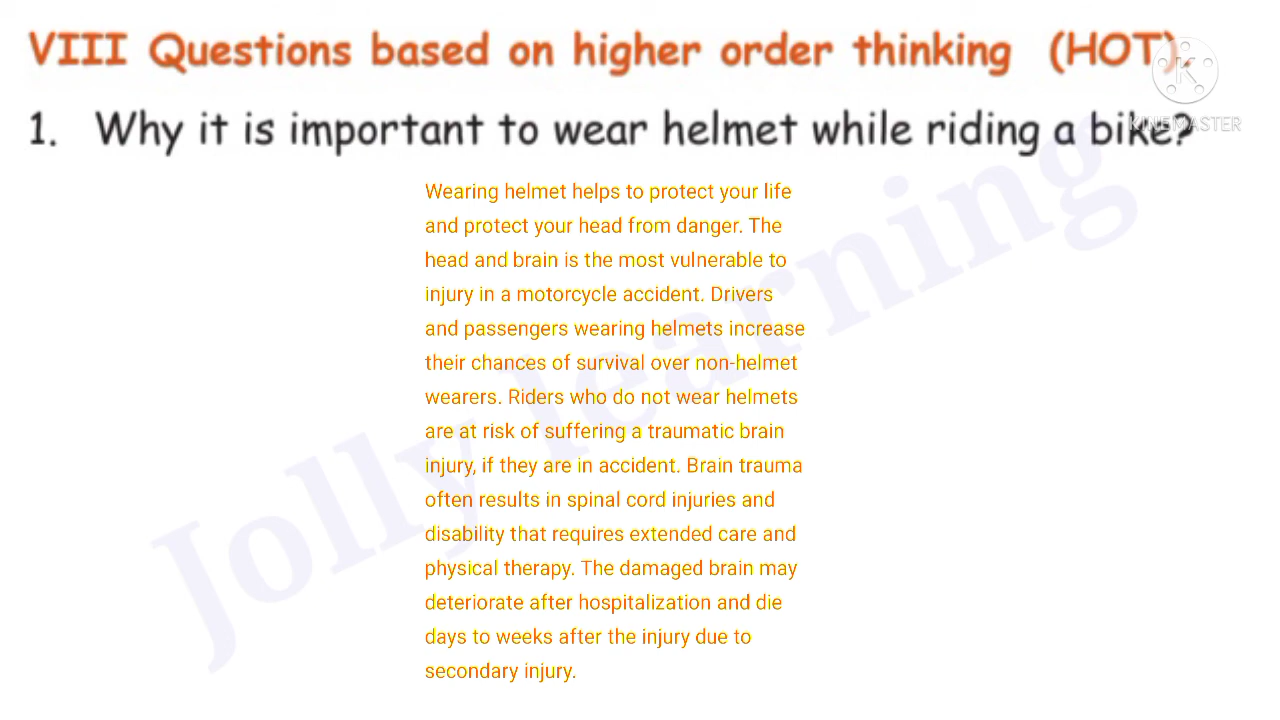 VIII Questions based on higher order thinking (HOT).
1. Why it is important to wear helmet while riding a bike?
KINEMASTER
Wearing helmet helps to protect your life
and protect your head from danger. The
head and brain is the most vulnerable to
injury in a motorcycle accident. Drivers
and passengers wearing helmets increase
their chances of survival over non-helmet
wearers. Riders who do not wear helmets
are at risk of suffering a traumatic brain
injury, if they are in accident. Brain trauma
often results in spinal cord injuries and
disability that requires extended care and
physical therapy. The damaged brain may
deteriorate after hospitalization and die
days to weeks after the injury due to
secondary injury.
Jolly learning